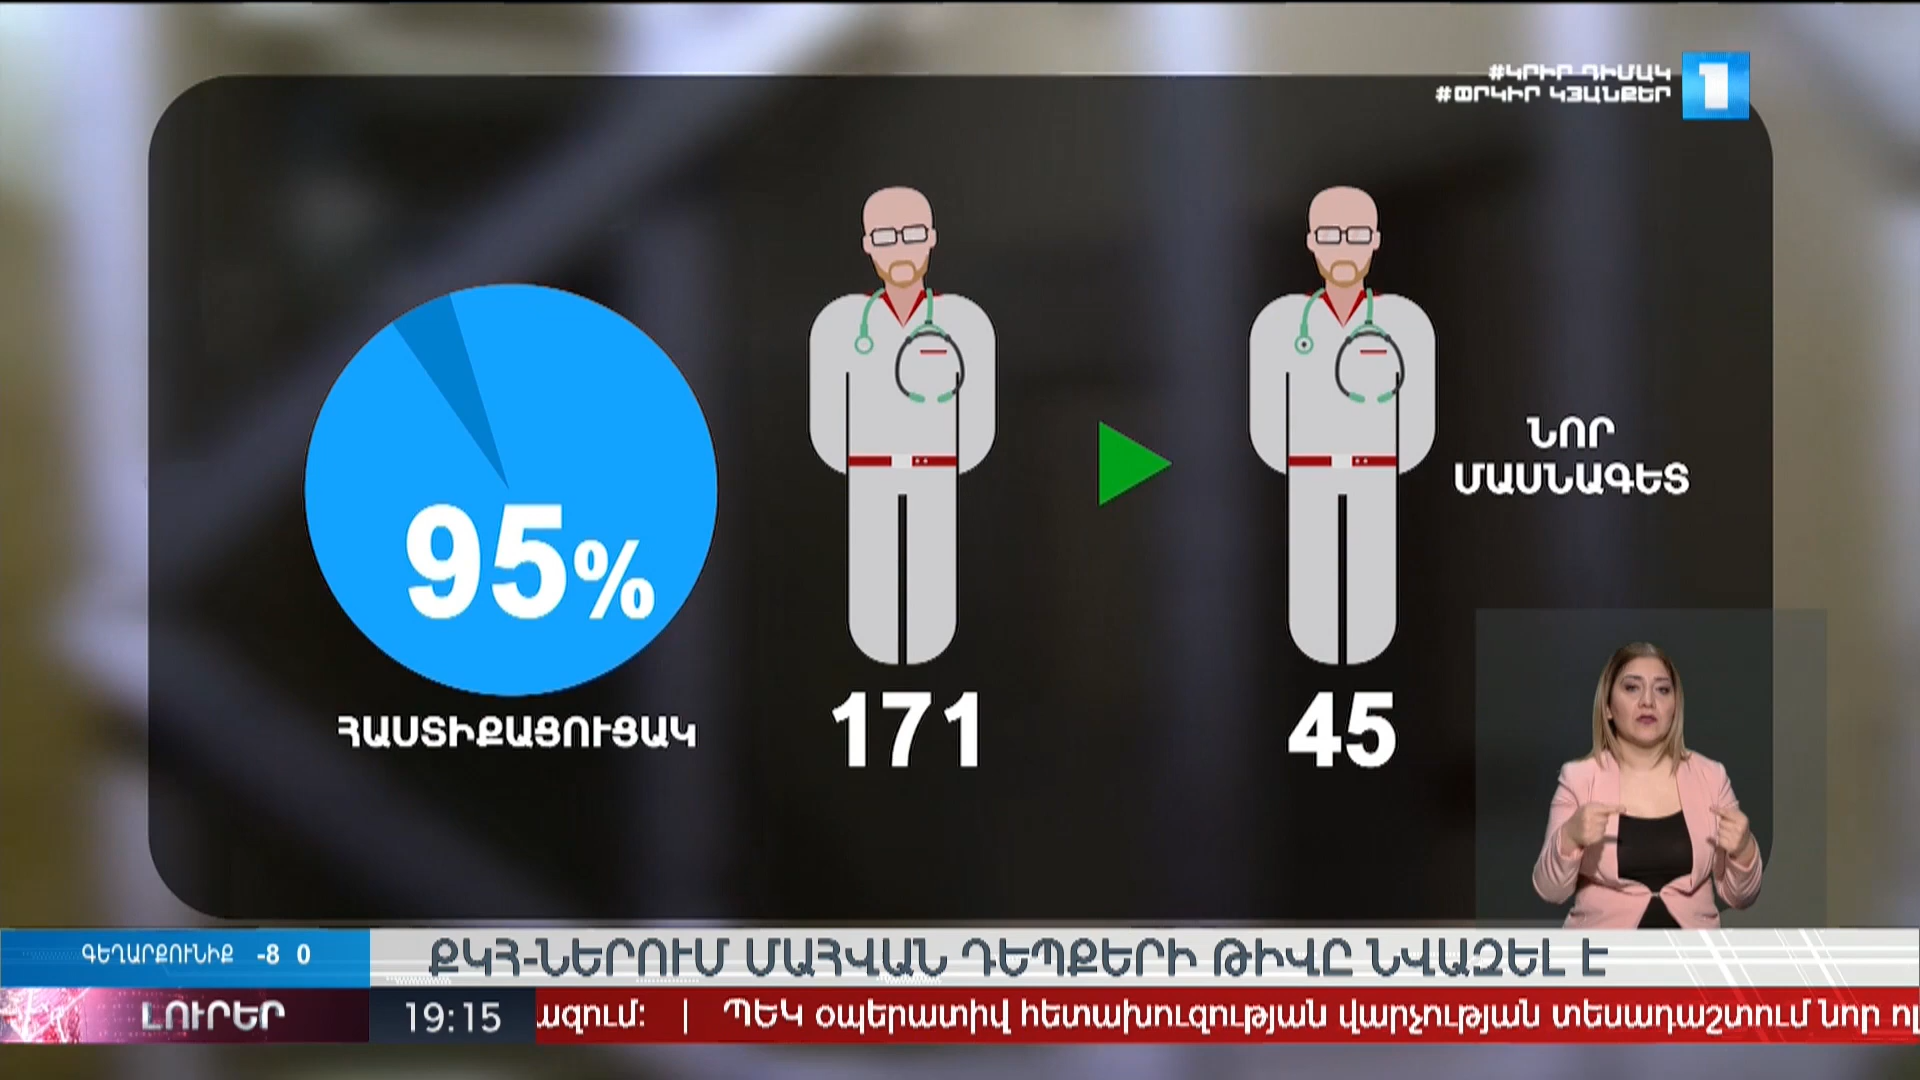 #ԿՐԻՐ ԴԻՄԱԿ
#ՓՐԿԻՐ ԿՅԱՆՔԵՐ
1
95%
ՀԱՍՏԻՔԱՑՈՒՑԱԿ
171
45
ՆՈՐ
ՄԱՍՆԱԳԵՏ
ԳԵՂԱՐՔՈՒՆԻՔ -8 0
ՔԿՀ-ՆԵՐՈՒՄ ՄԱՀՎԱՆ ԴԵՊՔԵՐԻ ԹԻՎԸ ՆՎԱԶԵԼ Է
ԼՈՒՐԵՐ
19:15
ազում: | ՊԵԿ օպերատիվ հետախուզության վարչության տեսադաշտում նոր